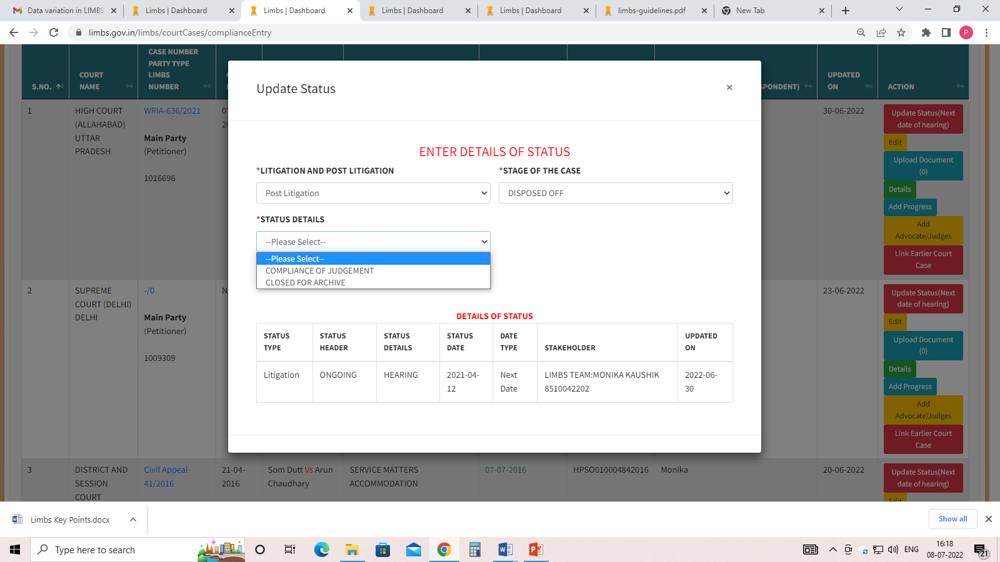 Data variation in LIMBS
Limbs | Dashboard
Limbs | Dashboard
Limbs | Dashboard
Limbs | Dashboard
limbs-guidelines.pdf
New Tab
limbs.gov.in/limbs/courtCases/complianceEntry
P
S.NO.
COURT
NAME
CASE NUMBER
PARTY TYPE
LIMBS
NUMBER
SPONDENT)
UPDATED
ON
ACTION
1
HIGH COURT
(ALLAHABAD)
UTTAR
PRADESH
WRIA-636/2021
Main Party
(Petitioner)
1016696
30-06-2022
Update Status(Next
date of hearing)
Edit
Upload Document
(0)
Details
Add Progress
Add
Advocate/Judges
Link Earlier Court
Case
2
SUPREME
COURT (DELHI)
DELHI
-/0
Main Party
(Petitioner)
1009309
23-06-2022
Update Status(Next
date of hearing)
Edit
Upload Document
(0)
Details
Add Progress
Add
Advocate/Judges
Link Earlier Court
Case
3
DISTRICT AND
SESSION
COURT
Civil Appeal-
41/2016
21-04-
2016
Som Dutt Vs Arun
Chaudhary
SERVICE MATTERS
ACCOMMODATION
07-07-2016
HPSO010004842016
Monika
20-06-2022
Update Status(Next
date of hearing)
Edit
Update Status
×
ENTER DETAILS OF STATUS
*LITIGATION AND POST LITIGATION
*STAGE OF THE CASE
Post Litigation
DISPOSED OFF
*STATUS DETAILS
--Please Select--
--Please Select--
COMPLIANCE OF JUDGEMENT
CLOSED FOR ARCHIVE
DETAILS OF STATUS
STATUS
TYPE
STATUS
HEADER
STATUS
DETAILS
STATUS
DATE
DATE
TYPE
STAKEHOLDER
UPDATED
ON
Litigation
ONGOING
HEARING
2021-04-
12
Next
Date
LIMBS TEAM:MONIKA KAUSHIK
8510042202
2022-06-
30
Limbs Key Points.docx
Show all
Type here to search
ENG
16:18
08-07-2022
21